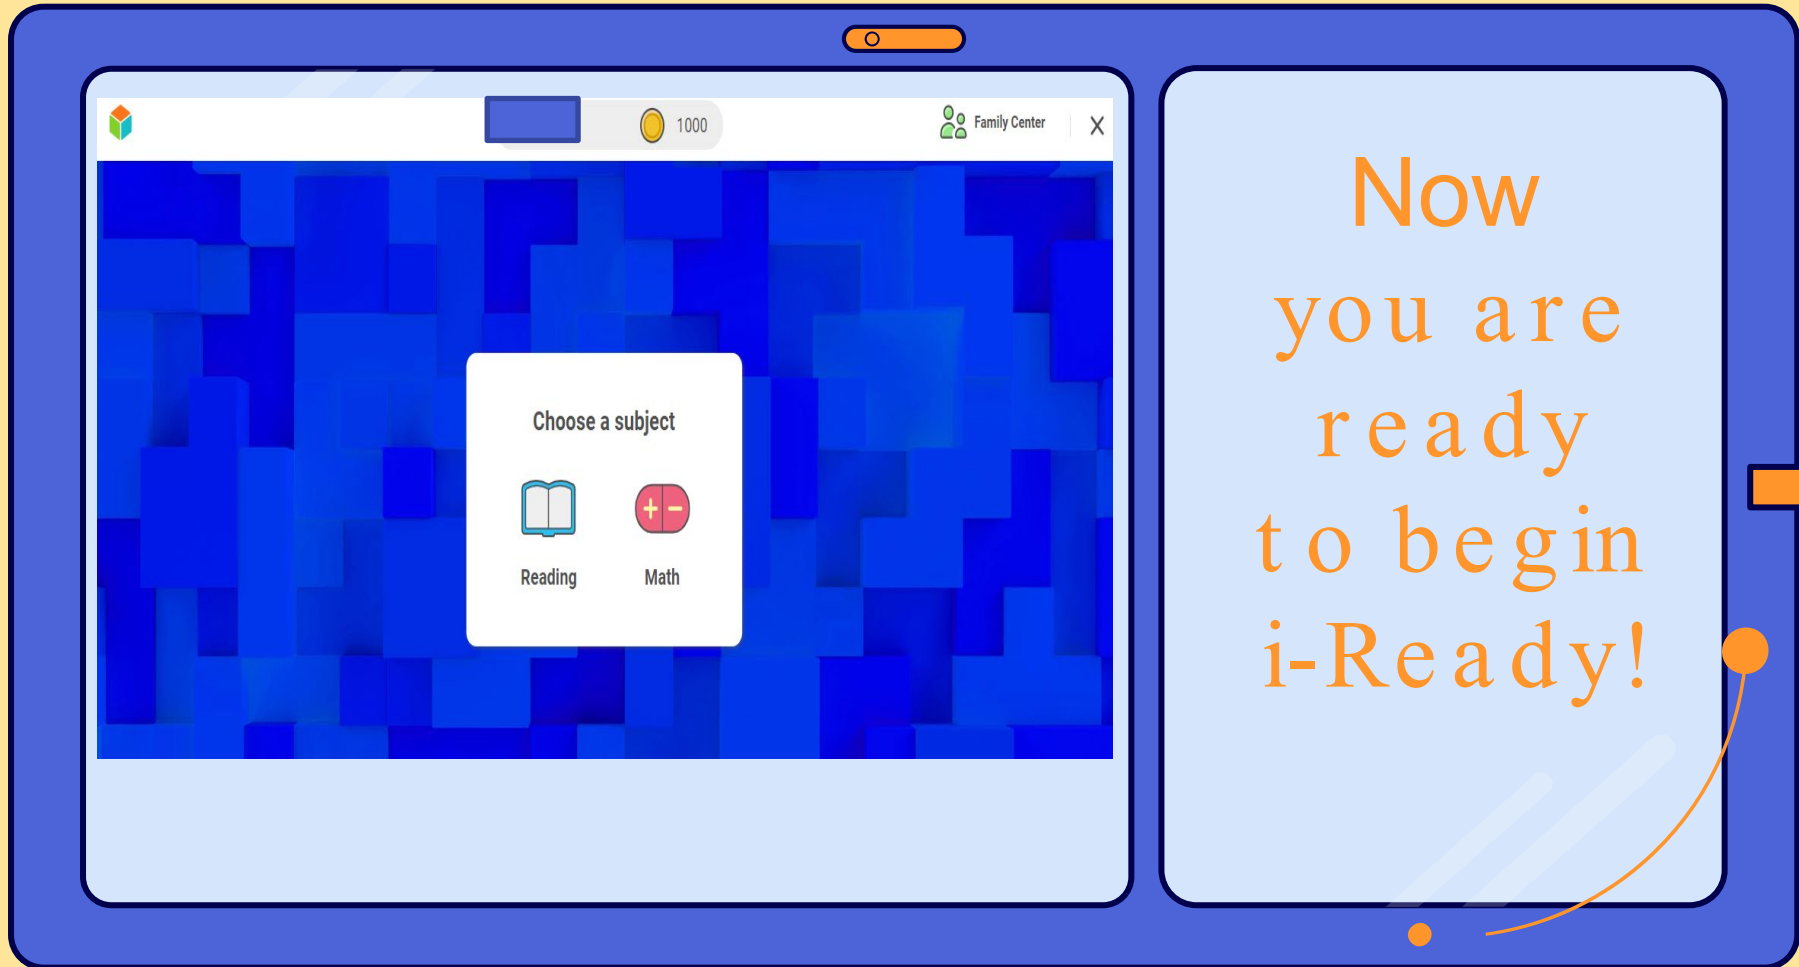 1000
Family Center
X
Choose a subject
Reading Math
Now
you are
ready
to begin
i-Ready!